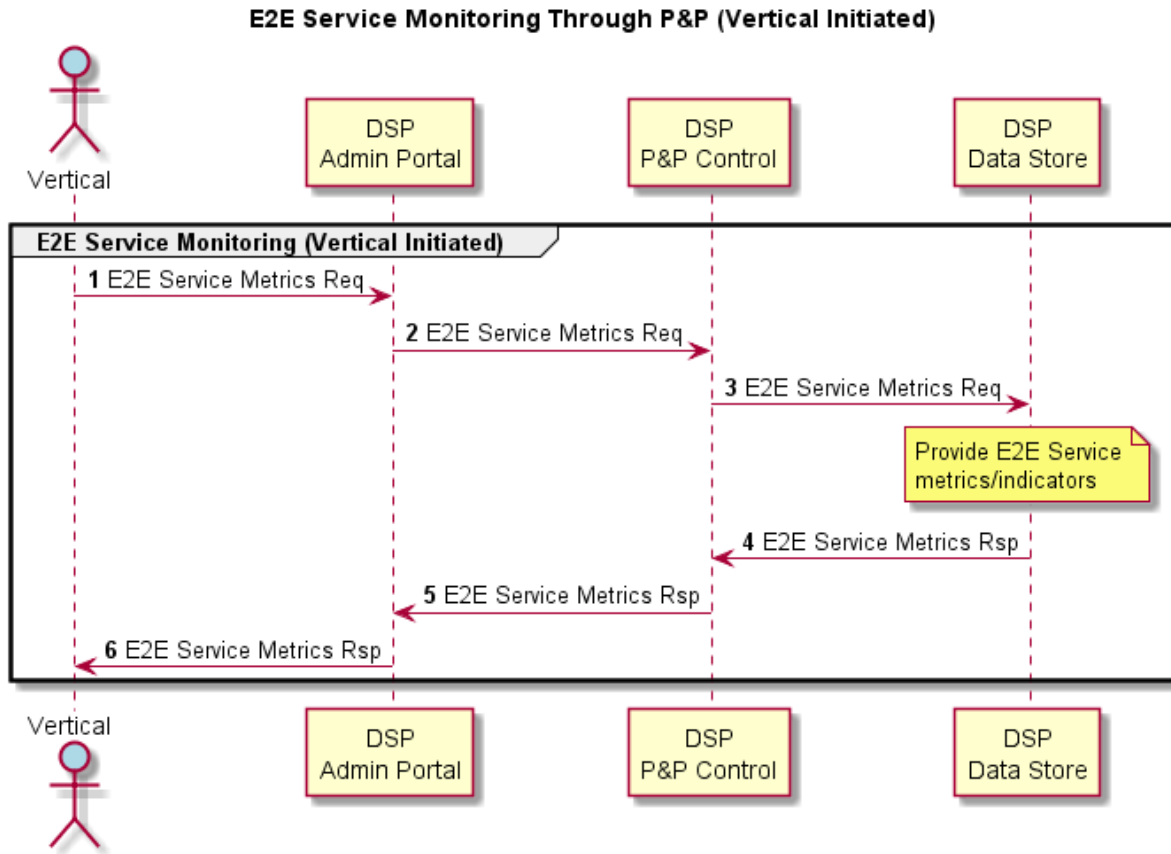 E2E Service Monitoring Through P&P (Vertical Initiated)
Vertical
DSP
Admin Portal
DSP
P&P Control
DSP
Data Store
E2E Service Monitoring (Vertical Initiated)
1 E2E Service Metrics Req
2 E2E Service Metrics Req
3 E2E Service Metrics Req
Provide E2E Service
metrics/indicators
4 E2E Service Metrics Rsp
5 E2E Service Metrics Rsp
6 E2E Service Metrics Rsp
Vertical
DSP
Admin Portal
DSP
P&P Control
DSP
Data Store